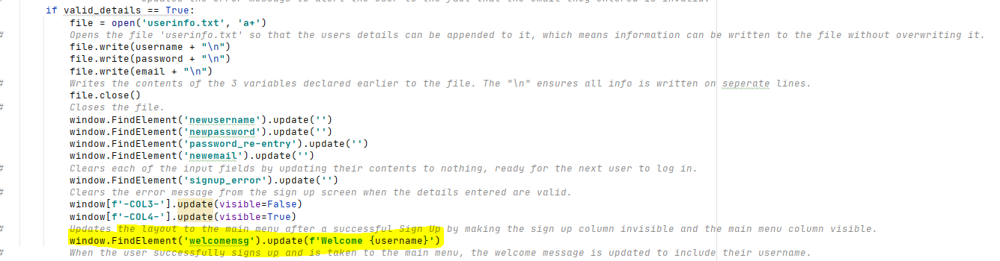 if valid_details == True:
file = open('userinfo.txt', 'a+')
# Opens the file 'userinfo.txt' so that the users details can be appended to it, which means information can be written to the file without overwriting it.
file.write(username + "\n")
file.write(password + "\n")
file.write(email + "\n")
# Writes the contents of the 3 variables declared earlier to the file. The "\n" ensures all info is written on seperate lines.
file.close()
# Closes the file.
window.FindElement('newusername').update('')
window.FindElement('newpassword').update('')
window.FindElement('password_re-entry').update('')
window.FindElement('newemail').update('')
# Clears each of the input fields by updating their contents to nothing, ready for the next user to log in.
window.FindElement('signup_error').update('')
# Clears the error message from the sign up screen when the details entered are valid.
window[f'-COL3-'].update(visible=False)
window[f'-COL4-'].update(visible=True)
# Updates the layout to the main menu after a successful Sign Up by making the sign up column invisible and the main menu column visible.
window.FindElement('welcomemsg').update(f'Welcome {username}')
# When the user successfully signs up and is taken to the main menu, the welcome message is updated to include their username.